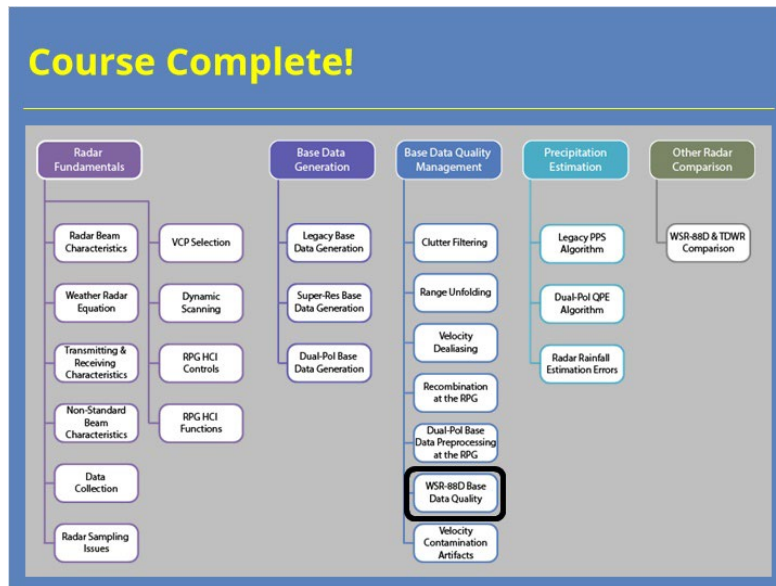 Course Complete!
Radar
Fundamentals
Radar Beam
Characteristics
Weather Radar
Equation
Transmitting &
Receiving
Characteristics
Non-Standard
Beam
Characteristics
Data
Collection
Radar Sampling
Issues
VCP Selection
Dynamic
Scanning
RPG HCI
Controls
RPG HCI
Functions
Base Data
Generation
Legacy Base
Data Generation
Super-Res Base
Data Generation
Dual-Pol Base
Data Generation
Base Data Quality
Management
Clutter Filtering
Range Unfolding
Velocity
Dealiasing
Recombination
at the RPG
Dual-Pol Base
Data Preprocessing
at the RPG
WSR-88D Base
Data Quality
Velocity
Contamination
Artifacts
Precipitation
Estimation
Legacy PPS
Algorithm
Dual-Pol QPE
Algorithm
Radar Rainfall
Estimation Errors
Other Radar
Comparison
WSR-88D & TDWR
Comparison